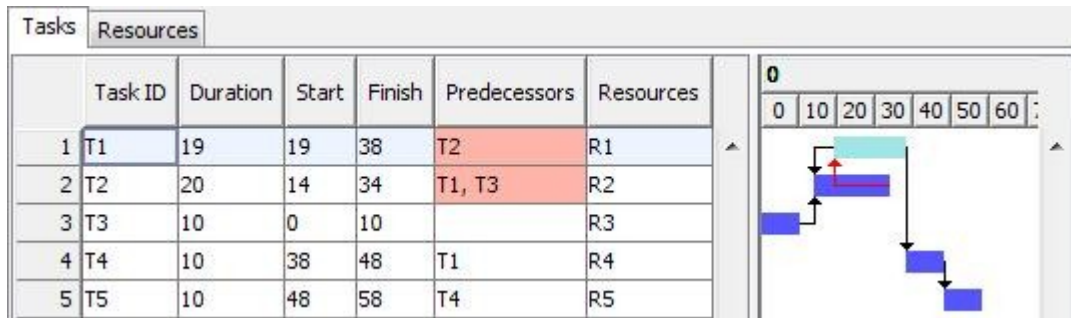 Tasks Resources
Task ID Duration Start Finish Predecessors Resources
0
0 10 20 30 40 50 60
1 T1 19 19 38 T2 R1
2 T2 20 14 34 T1, T3 R2
3 T3 10 0 10 R3
4 T4 10 38 48 T1 R4
5 T5 10 48 58 T4 R5